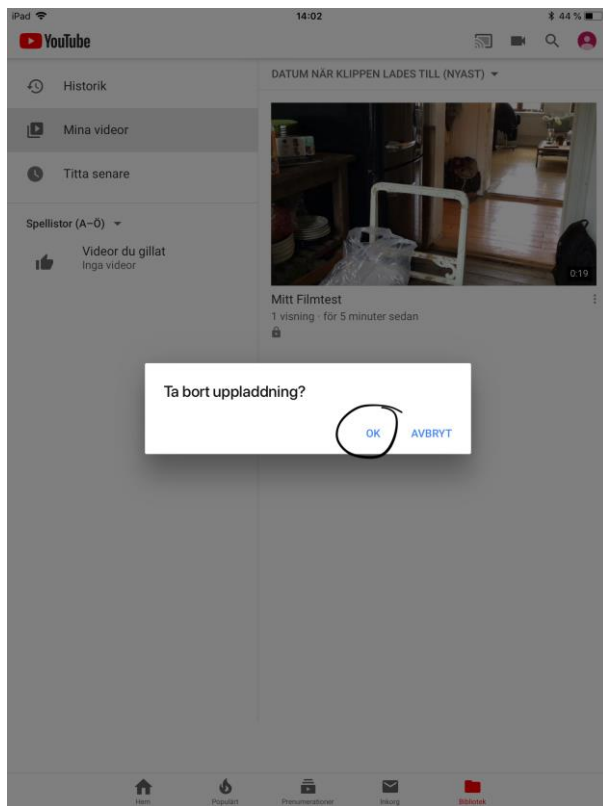 iPad 14:02 44 %
YouTube
Historik
Mina videor
Titta senare
Spellistor (A–Ö)
Videor du gillat
Inga videor
DATUM NÄR KLIPPEN LADES TILL (NYAST)
0:19
Mitt Filmtest
1 visning · för 5 minuter sedan
Ta bort uppladdning?
OK AVBRYT
Hem Populärt Prenumerationer Inkorg Bibliotek